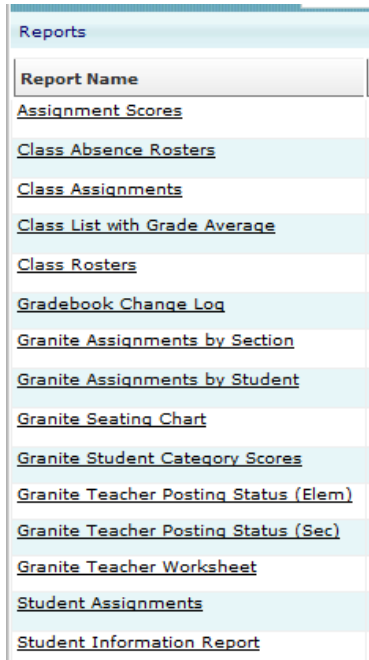 Reports
Report Name
Assignment Scores
Class Absence Rosters
Class Assignments
Class List with Grade Average
Class Rosters
Gradebook Change Log
Granite Assignments by Section
Granite Assignments by Student
Granite Seating Chart
Granite Student Category Scores
Granite Teacher Posting Status (Elem)
Granite Teacher Posting Status (Sec)
Granite Teacher Worksheet
Student Assignments
Student Information Report